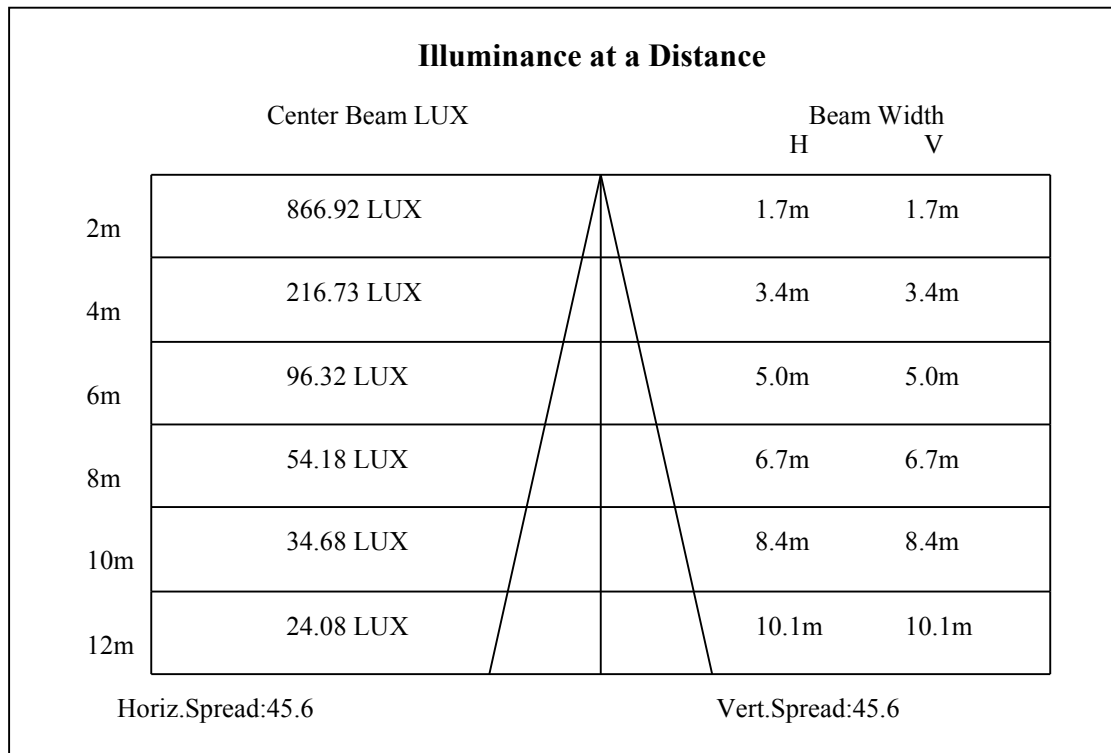 Illuminance at a Distance
Center Beam LUX Beam Width
H V
2m 866.92 LUX 1.7m 1.7m
4m 216.73 LUX 3.4m 3.4m
6m 96.32 LUX 5.0m 5.0m
8m 54.18 LUX 6.7m 6.7m
10m 34.68 LUX 8.4m 8.4m
12m 24.08 LUX 10.1m 10.1m
Horiz.Spread:45.6 Vert.Spread:45.6